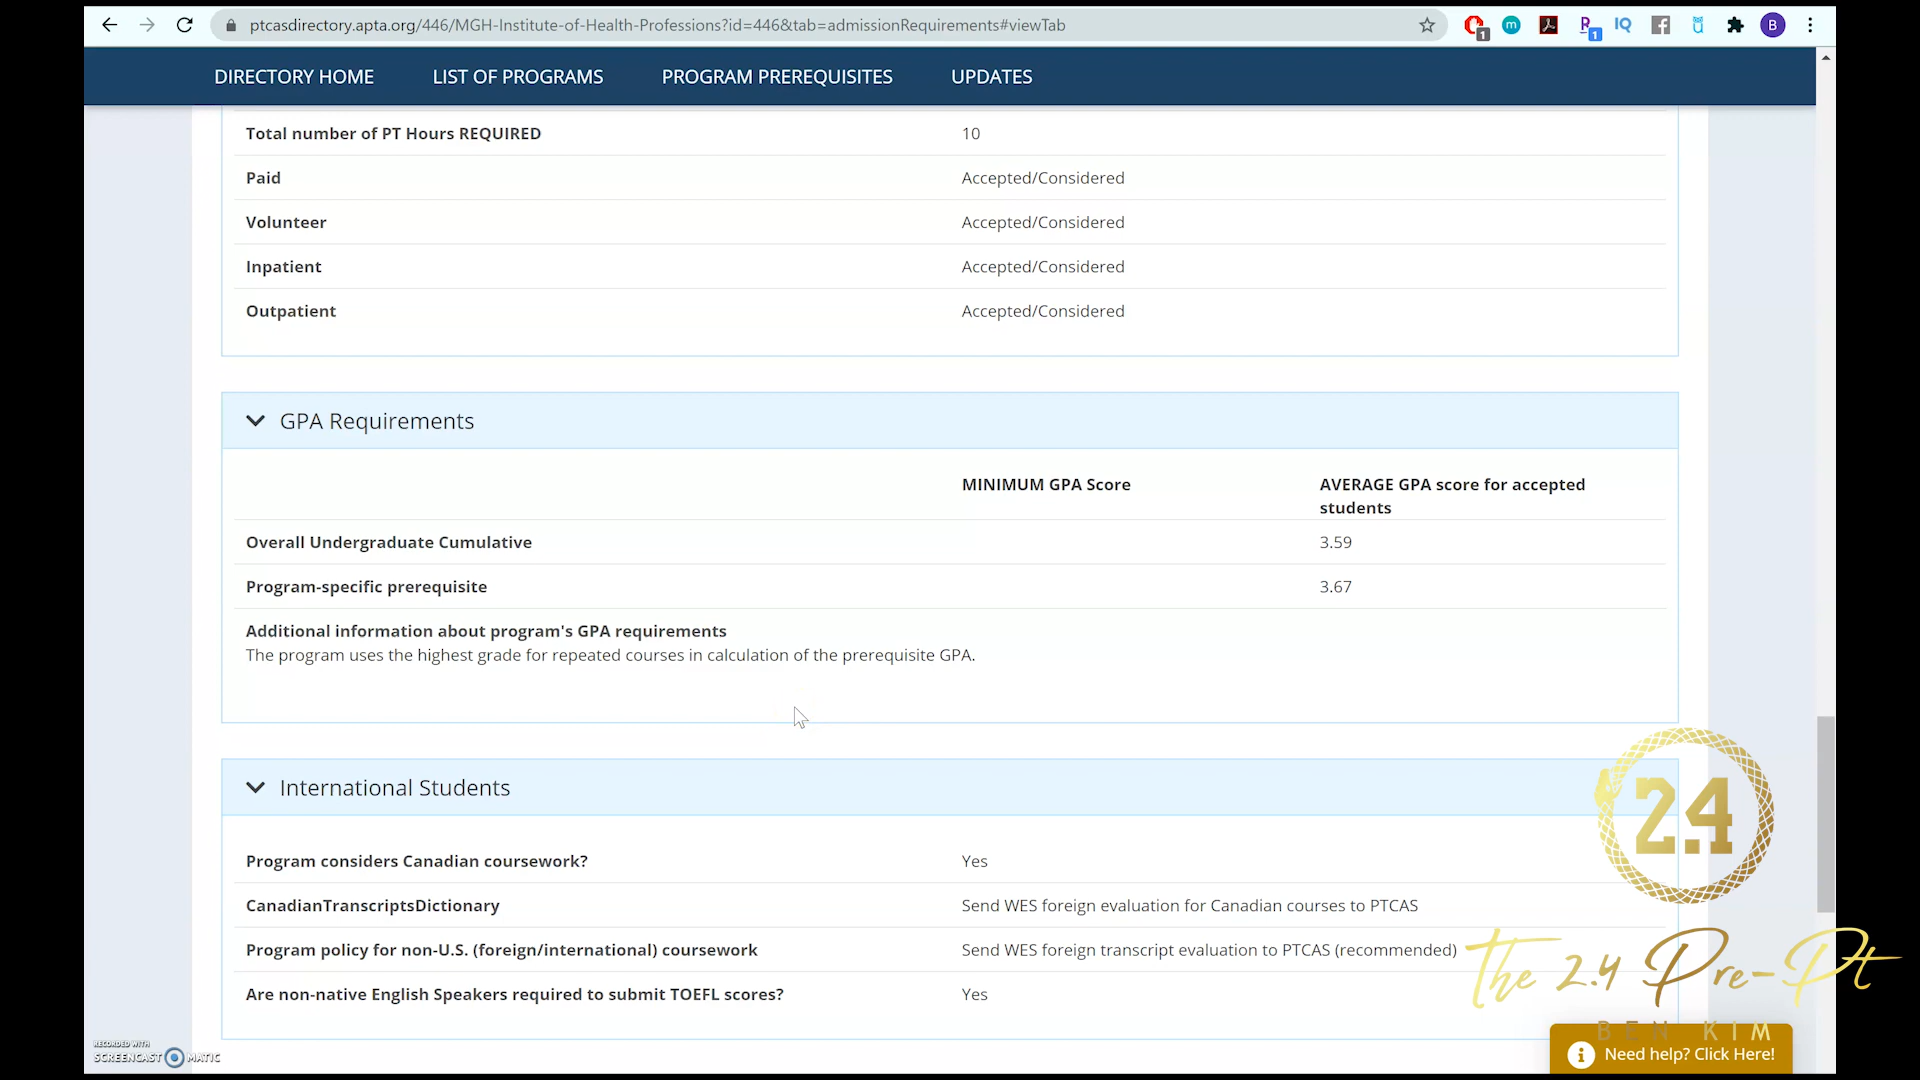 ptcasdirectory.apta.org/446/MGH-Institute-of-Health-Professions?id=446&tab=admissionRequirements#viewTab
DIRECTORY HOME LIST OF PROGRAMS PROGRAM PREREQUISITES UPDATES
Total number of PT Hours REQUIRED 10
Paid Accepted/Considered
Volunteer Accepted/Considered
Inpatient Accepted/Considered
Outpatient Accepted/Considered
GPA Requirements
MINIMUM GPA Score AVERAGE GPA score for accepted
students
Overall Undergraduate Cumulative 3.59
Program-specific prerequisite 3.67
Additional information about program's GPA requirements
The program uses the highest grade for repeated courses in calculation of the prerequisite GPA.
International Students
Program considers Canadian coursework? Yes
CanadianTranscriptsDictionary Send WES foreign evaluation for Canadian courses to PTCAS
Program policy for non-U.S. (foreign/international) coursework Send WES foreign transcript evaluation to PTCAS (recommended)
Are non-native English Speakers required to submit TOEFL scores? Yes
2.4
The 2.4 Pre-Pt
BEN KIM
Need help? Click Here!
RECORDED WITH
SCREENCAST MATIC